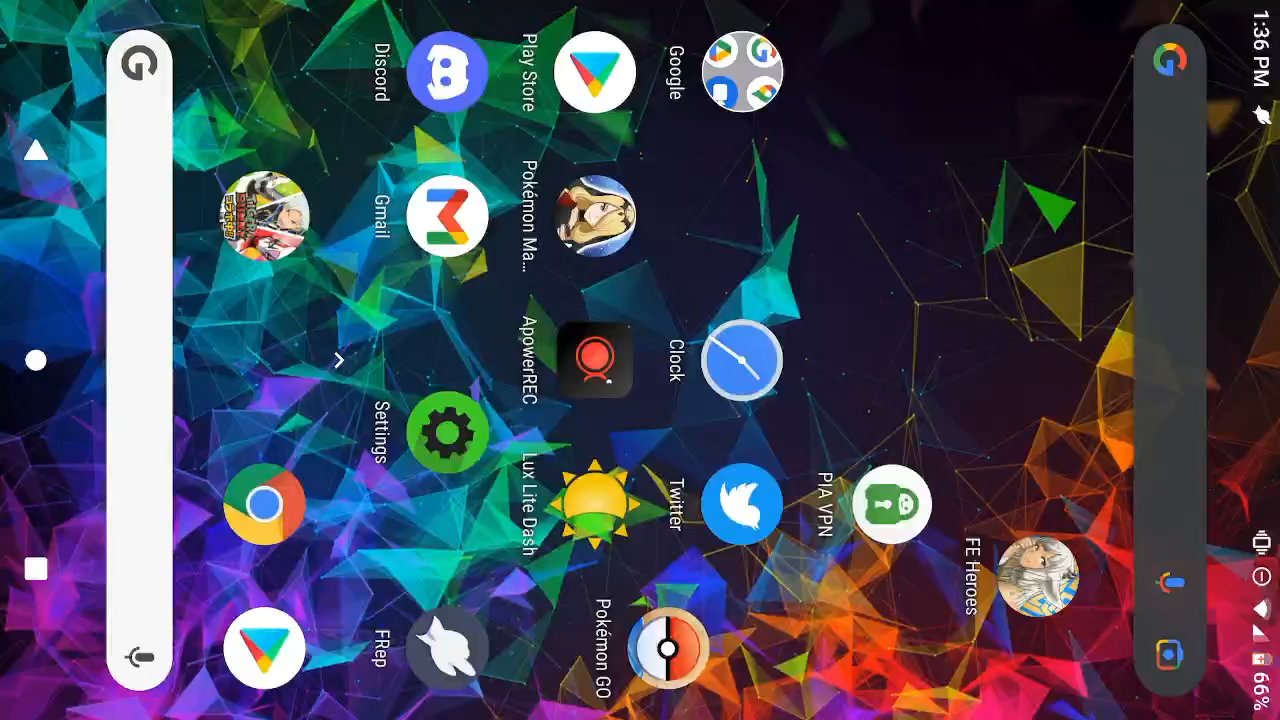 1:36 PM
66%
FE Heroes
PIA VPN
Google
Clock
Twitter
Pokémon GO
Play Store
Pokémon Ma...
ApowerREC
Lux Lite Dash
Discord
Gmail
Settings
FRep